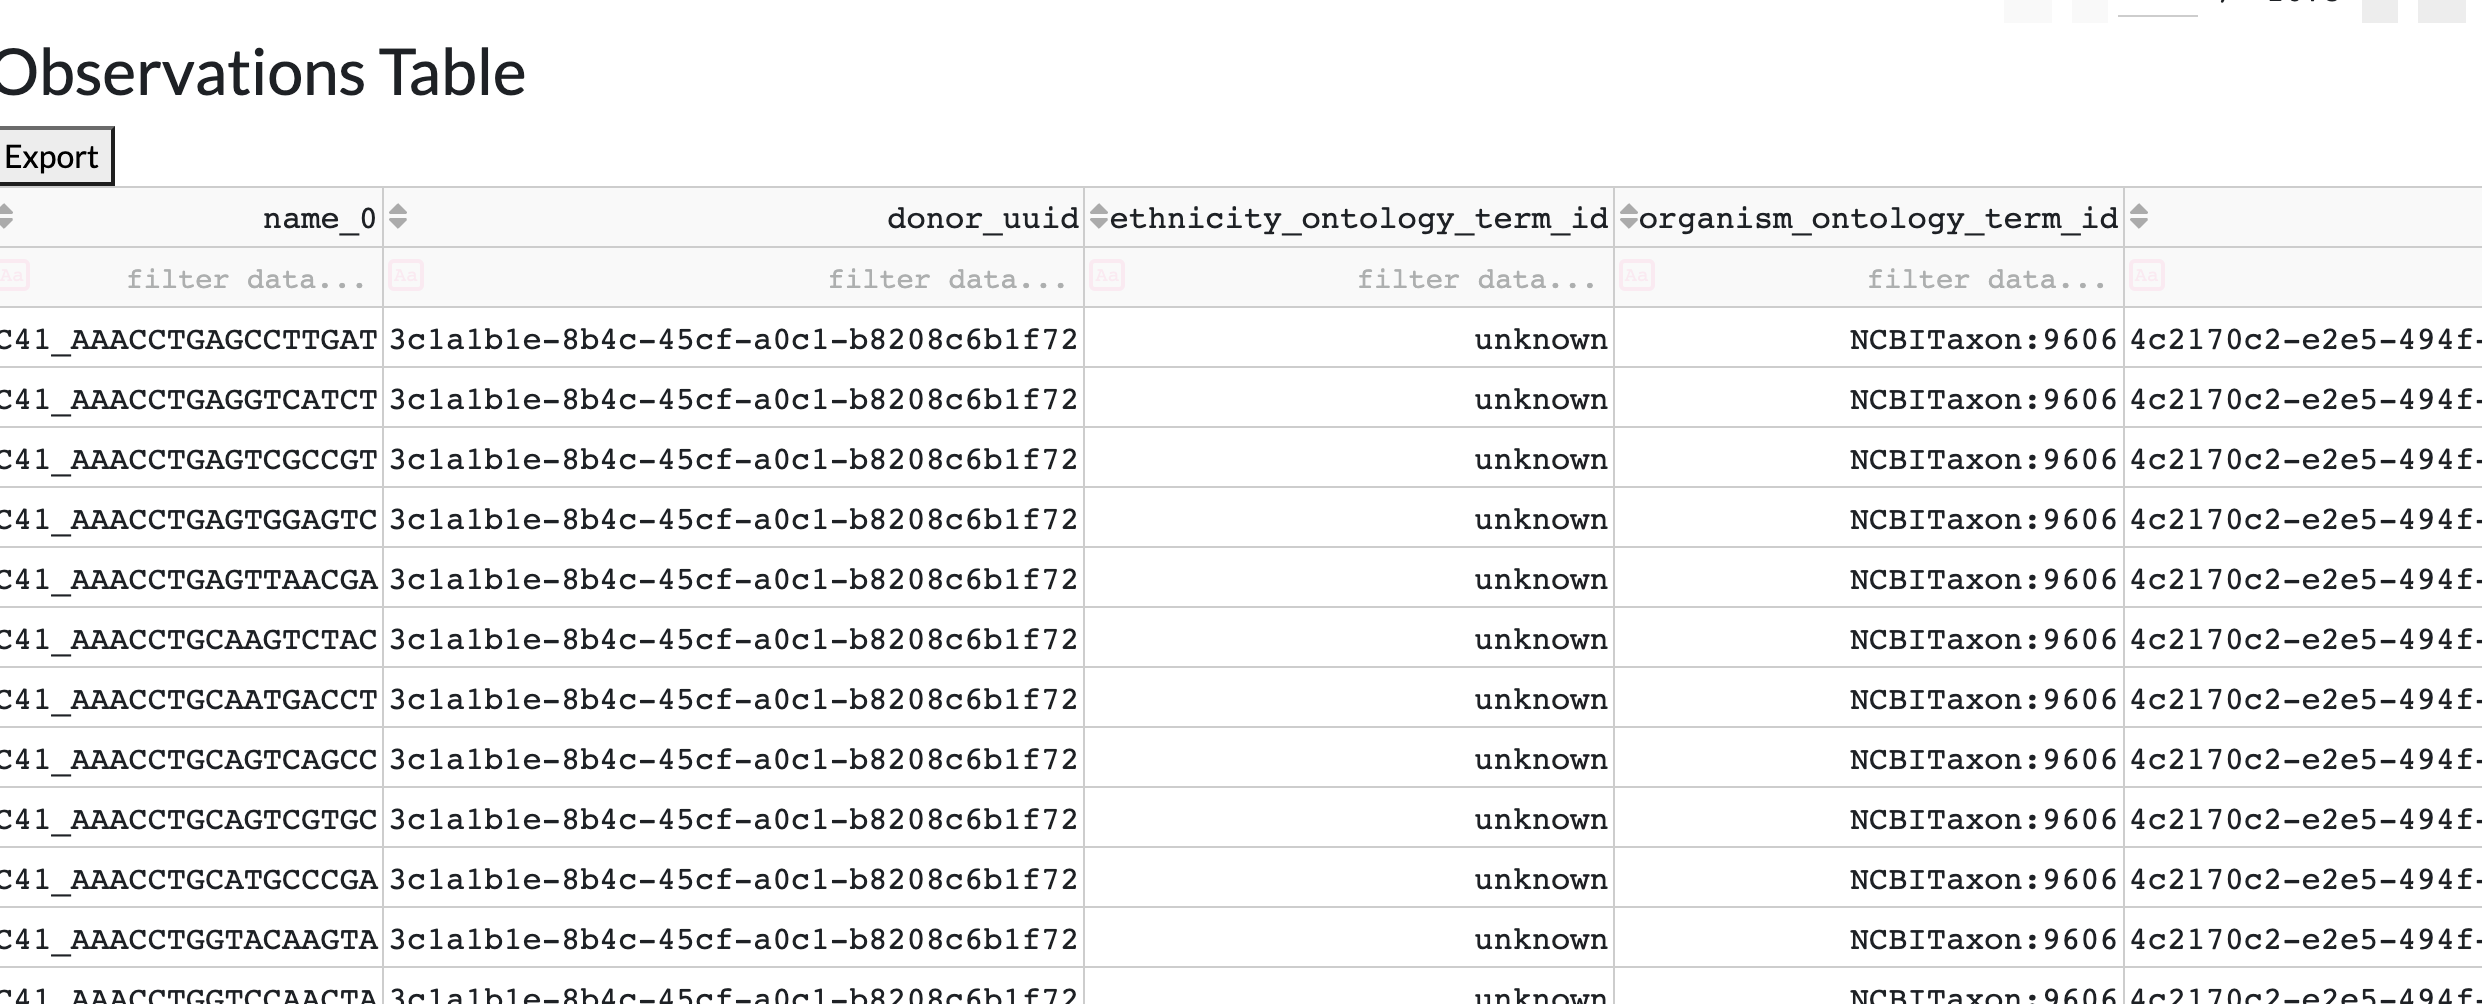 Observations Table
Export
name_0 donor_uuid ethnicity_ontology_term_id organism_ontology_term_id
Aa filter data... Aa filter data... Aa filter data... Aa filter data... Aa
C41_AAACCTGAGCCTTGAT 3c1a1b1e-8b4c-45cf-a0c1-b8208c6b1f72 unknown NCBITaxon:9606 4c2170c2-e2e5-494f-
C41_AAACCTGAGGTCATCT 3c1a1b1e-8b4c-45cf-a0c1-b8208c6b1f72 unknown NCBITaxon:9606 4c2170c2-e2e5-494f-
C41_AAACCTGAGTCGCCGT 3c1a1b1e-8b4c-45cf-a0c1-b8208c6b1f72 unknown NCBITaxon:9606 4c2170c2-e2e5-494f-
C41_AAACCTGAGTGGAGTC 3c1a1b1e-8b4c-45cf-a0c1-b8208c6b1f72 unknown NCBITaxon:9606 4c2170c2-e2e5-494f-
C41_AAACCTGAGTTAACGA 3c1a1b1e-8b4c-45cf-a0c1-b8208c6b1f72 unknown NCBITaxon:9606 4c2170c2-e2e5-494f-
C41_AAACCTGCAAGTCTAC 3c1a1b1e-8b4c-45cf-a0c1-b8208c6b1f72 unknown NCBITaxon:9606 4c2170c2-e2e5-494f-
C41_AAACCTGCAATGACCT 3c1a1b1e-8b4c-45cf-a0c1-b8208c6b1f72 unknown NCBITaxon:9606 4c2170c2-e2e5-494f-
C41_AAACCTGCAGTCAGCC 3c1a1b1e-8b4c-45cf-a0c1-b8208c6b1f72 unknown NCBITaxon:9606 4c2170c2-e2e5-494f-
C41_AAACCTGCAGTCGTGC 3c1a1b1e-8b4c-45cf-a0c1-b8208c6b1f72 unknown NCBITaxon:9606 4c2170c2-e2e5-494f-
C41_AAACCTGCATGCCCGA 3c1a1b1e-8b4c-45cf-a0c1-b8208c6b1f72 unknown NCBITaxon:9606 4c2170c2-e2e5-494f-
C41_AAACCTGGTACAAGTA 3c1a1b1e-8b4c-45cf-a0c1-b8208c6b1f72 unknown NCBITaxon:9606 4c2170c2-e2e5-494f-
C41_AAACCTGGTCCAACTA 3c1a1b1e-8b4c-45cf-a0c1-b8208c6b1f72 unknown NCBITaxon:9606 4c2170c2-e2e5-494f-